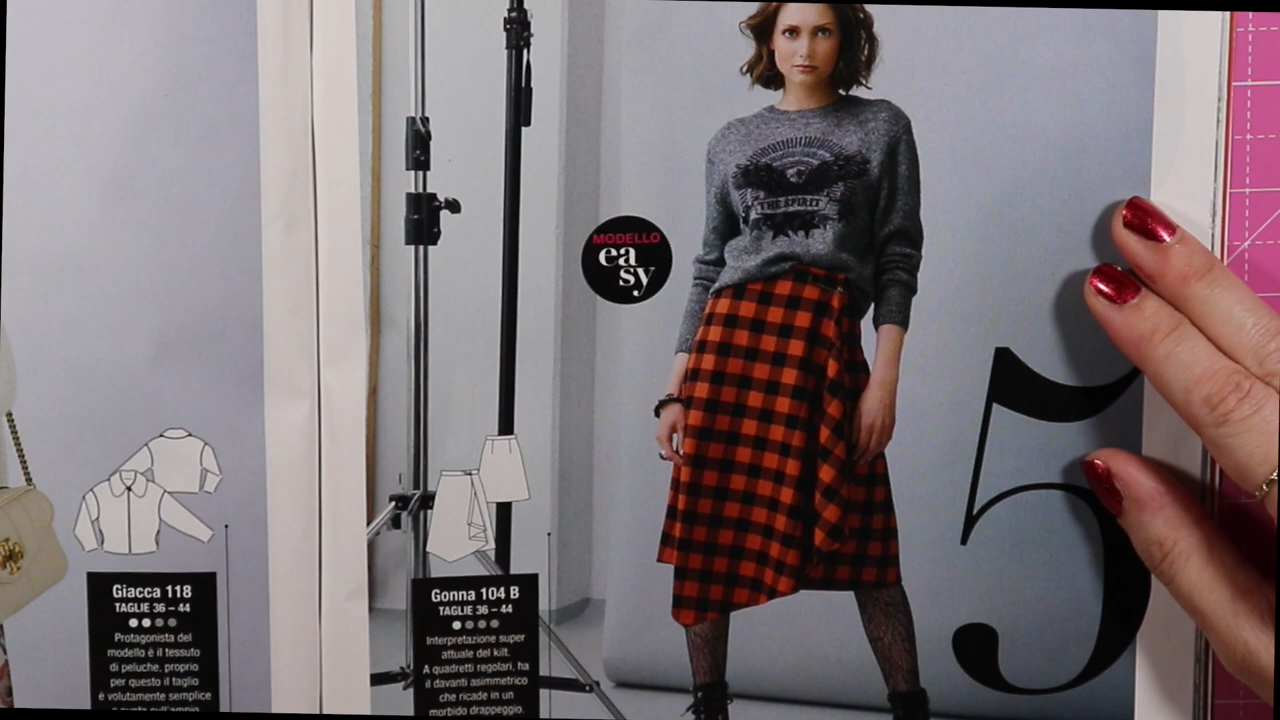 MODELLO
ea
sy
THE SPIRIT
5
Giacca 118
TAGLIE 36 – 44
Protagonista del
modello è il tessuto
di peluche, proprio
per questo il taglio
è volutamente semplice
Gonna 104 B
TAGLIE 36 – 44
Interpretazione super
attuale del kilt.
A quadretti regolari, ha
il davanti asimmetrico
che ricade in un
morbido drappeggio.